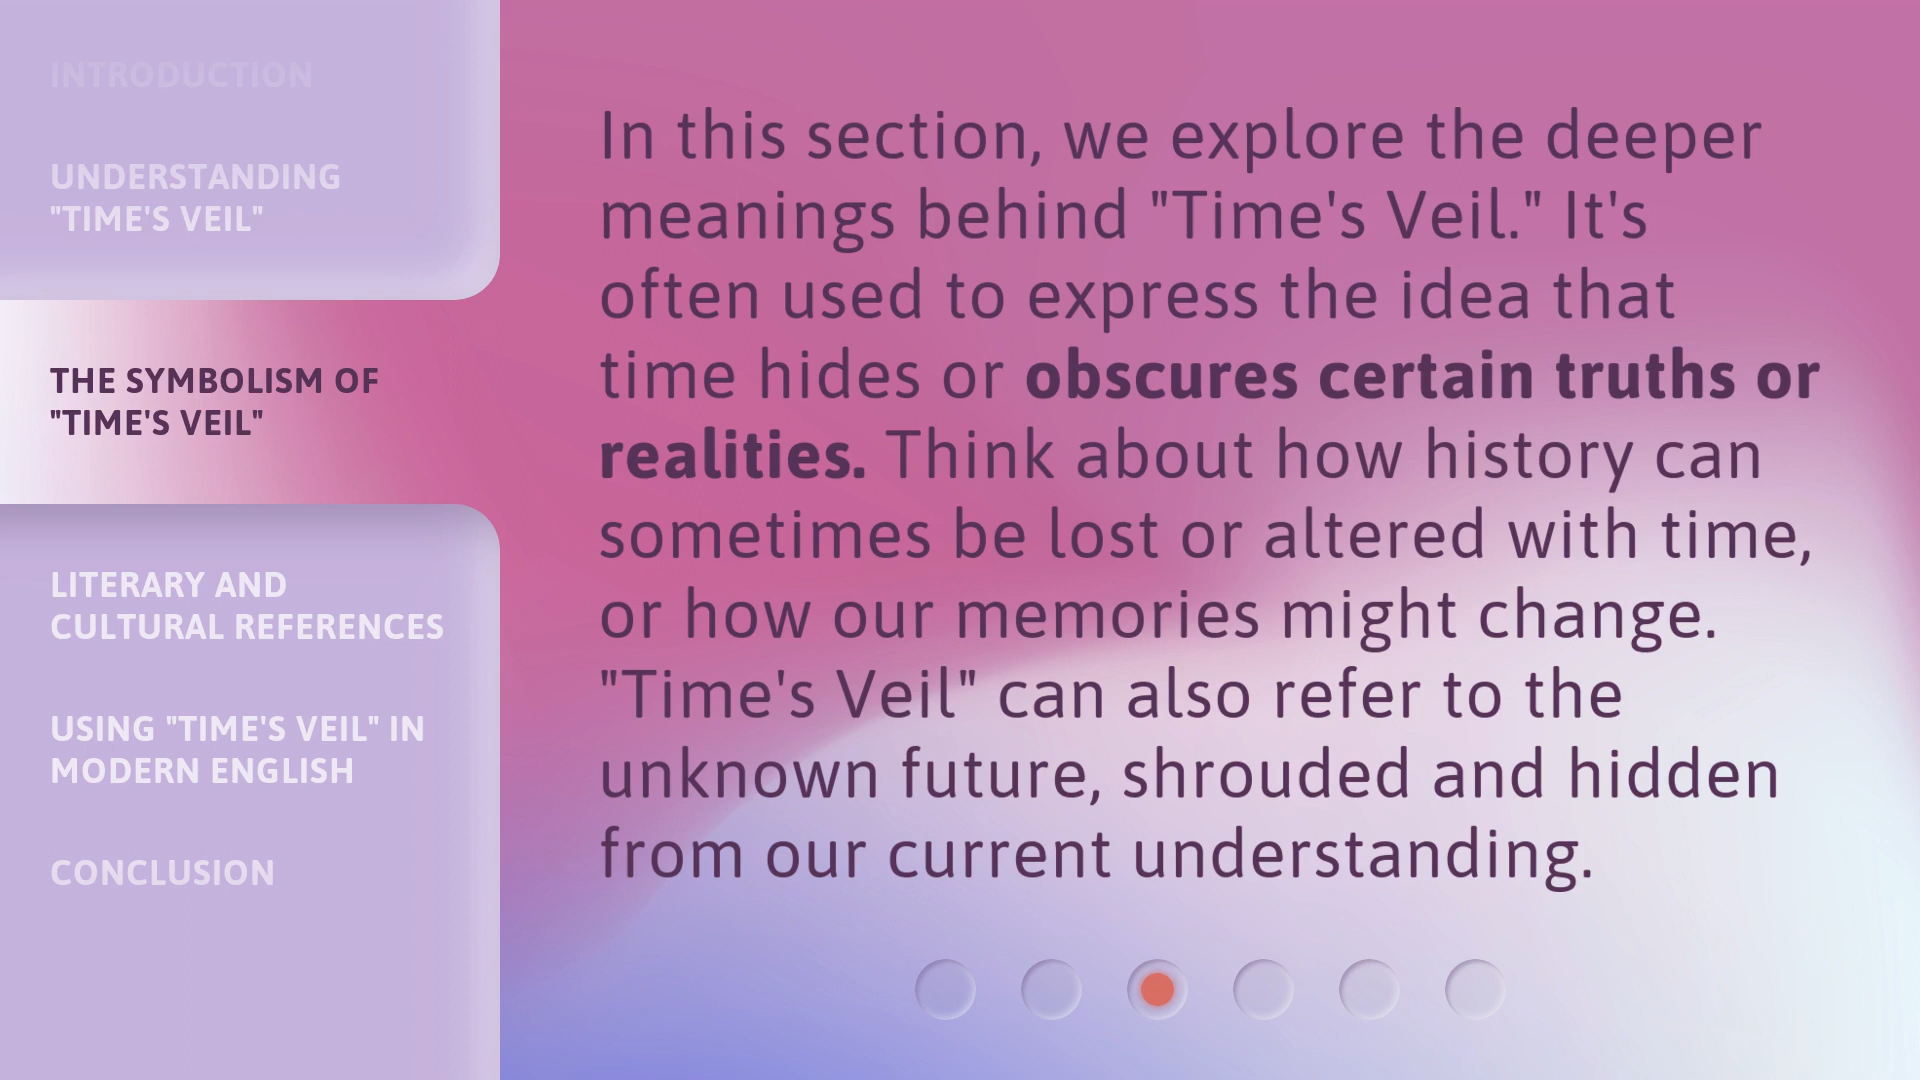 INTRODUCTION
UNDERSTANDING
"TIME'S VEIL"
THE SYMBOLISM OF
"TIME'S VEIL"
LITERARY AND
CULTURAL REFERENCES
USING "TIME'S VEIL" IN
MODERN ENGLISH
CONCLUSION
In this section, we explore the deeper
meanings behind "Time's Veil." It's
often used to express the idea that
time hides or obscures certain truths or
realities. Think about how history can
sometimes be lost or altered with time,
or how our memories might change.
"Time's Veil" can also refer to the
unknown future, shrouded and hidden
from our current understanding.